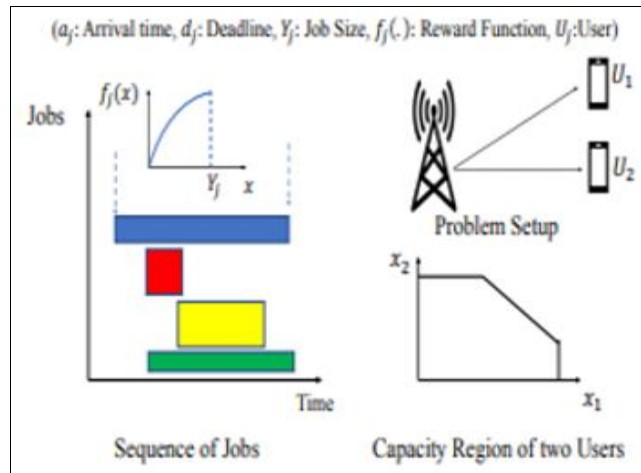 (a_j: Arrival time, d_j: Deadline, Y_j: Job Size, f_j(.): Reward Function, U_j:User)
f_j(x)
Jobs
Y_j x
Time
Sequence of Jobs
U_1
U_2
Problem Setup
x_2
x_1
Capacity Region of two Users